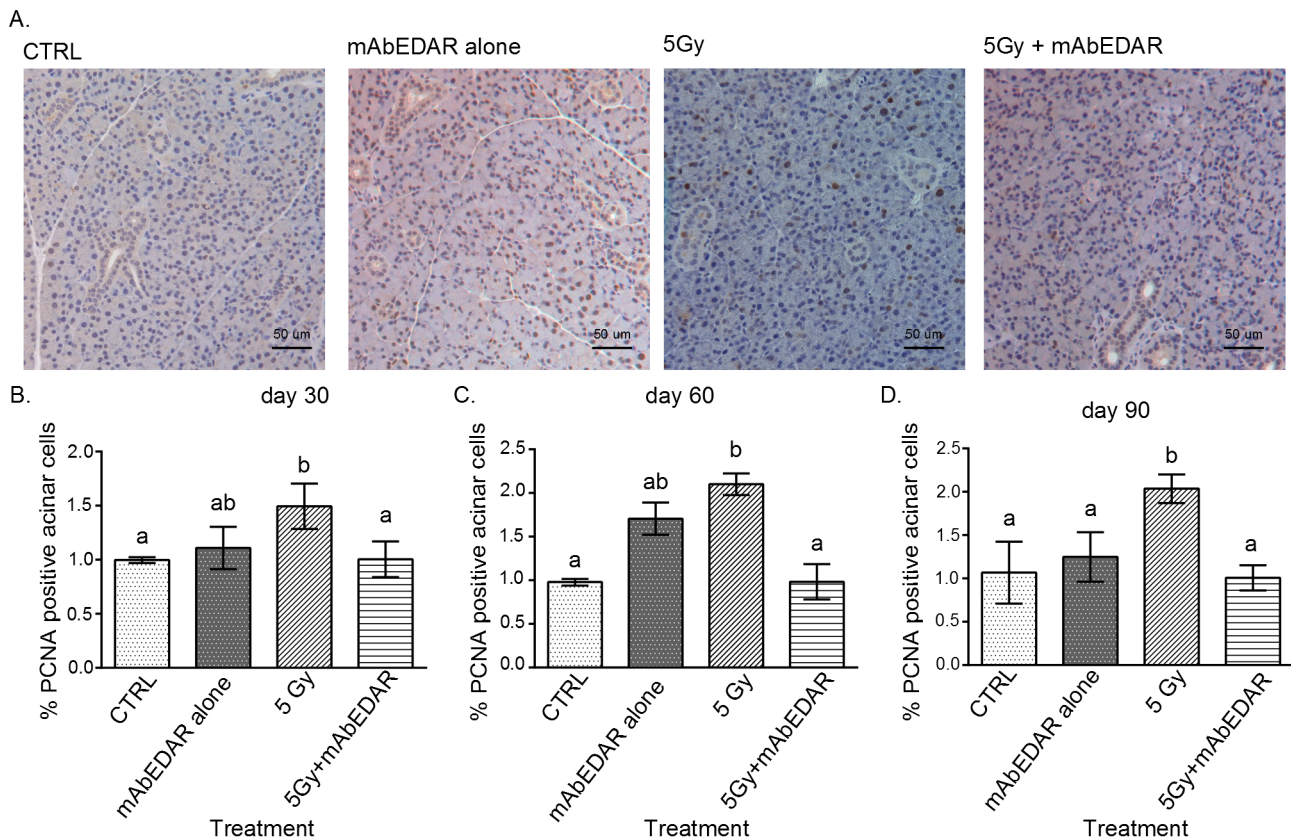 A.
CTRL
mAbEDAR alone
5Gy
5Gy + mAbEDAR
50 um
50 um
50 um
50 um
B.
day 30
% PCNA positive acinar cells
2.0
1.5
1.0
0.5
0.0
a
ab
b
a
CTRL
mAbEDAR alone
5 Gy
5Gy+mAbEDAR
Treatment
C.
day 60
% PCNA positive acinar cells
2.5
2.0
1.5
1.0
0.5
0.0
a
ab
b
a
CTRL
mAbEDAR alone
5 Gy
5Gy+mAbEDAR
Treatment
D.
day 90
% PCNA positive acinar cells
2.5
2.0
1.5
1.0
0.5
0.0
a
a
b
a
CTRL
mAbEDAR alone
5 Gy
5Gy+mAbEDAR
Treatment